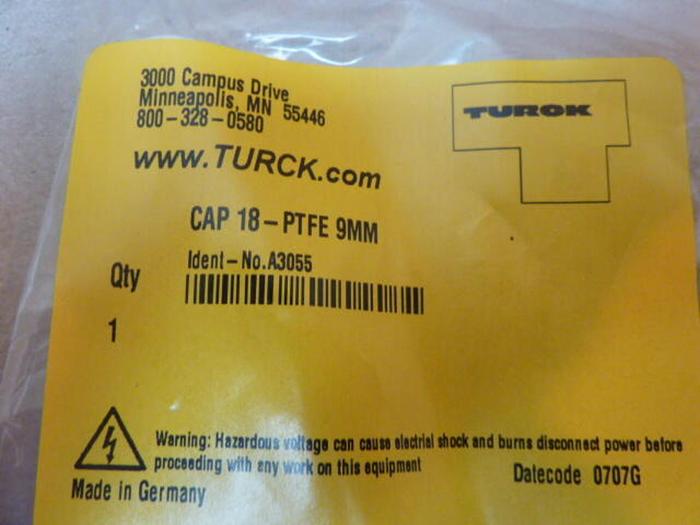 3000 Campus Drive
Minneapolis, MN 55446
800-328-0580
TURCK
www.TURCK.com
CAP 18-PTFE 9MM
Ident-No.A3055
Qty
1
Warning: Hazardous voltage can cause electrial shock and burns disconnect power before
proceeding with any work on this equipment
Datecode 0707G
Made in Germany